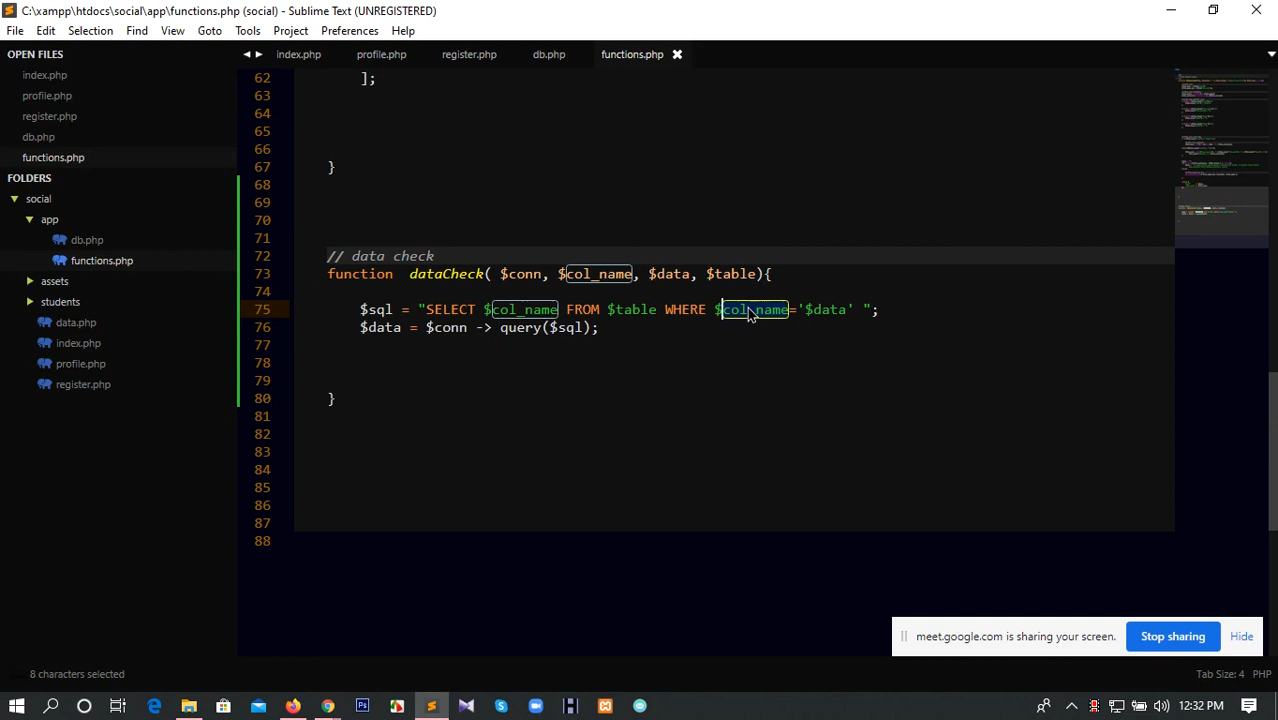 C:\xampp\htdocs\social\app\functions.php (social) - Sublime Text (UNREGISTERED)
File Edit Selection Find View Goto Tools Project Preferences Help
OPEN FILES
index.php
profile.php
register.php
db.php
functions.php
FOLDERS
social
app
db.php
functions.php
assets
students
data.php
index.php
profile.php
register.php
index.php profile.php register.php db.php functions.php
62 ];
63
64
65
66
67 }
68
69
70
71
72 // data check
73 function dataCheck( $conn, $col_name, $data, $table){
74
75 $sql = "SELECT $col_name FROM $table WHERE $col_name='$data' ";
76 $data = $conn -> query($sql);
77
78
79
80 }
81
82
83
84
85
86
87
88
meet.google.com is sharing your screen. Stop sharing Hide
8 characters selected Tab Size: 4 PHP
12:32 PM